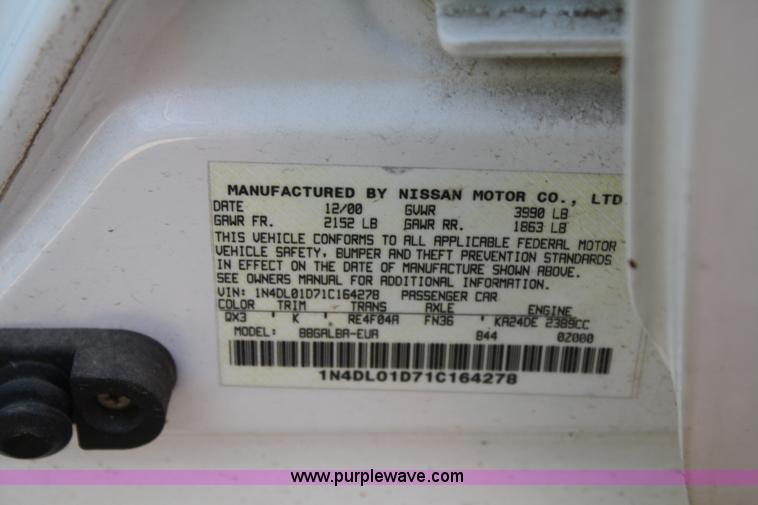 MANUFACTURED BY NISSAN MOTOR CO., LTD
DATE 12/00 GVWR 3990 LB
GAWR FR. 2152 LB GAWR RR. 1863 LB
THIS VEHICLE CONFORMS TO ALL APPLICABLE FEDERAL MOTOR
VEHICLE SAFETY, BUMPER AND THEFT PREVENTION STANDARDS
IN EFFECT ON THE DATE OF MANUFACTURE SHOWN ABOVE.
SEE OWNERS MANUAL FOR ADDITIONAL INFORMATION.
VIN: 1N4DL01D71C164278 PASSENGER CAR
COLOR TRIM TRANS AXLE ENGINE
QX3 K RE4F04A FN36 KA24DE 2389CC
MODEL: BBGALBA-EUA 844 0Z000
1N4DL01D71C164278
www.purplewave.com